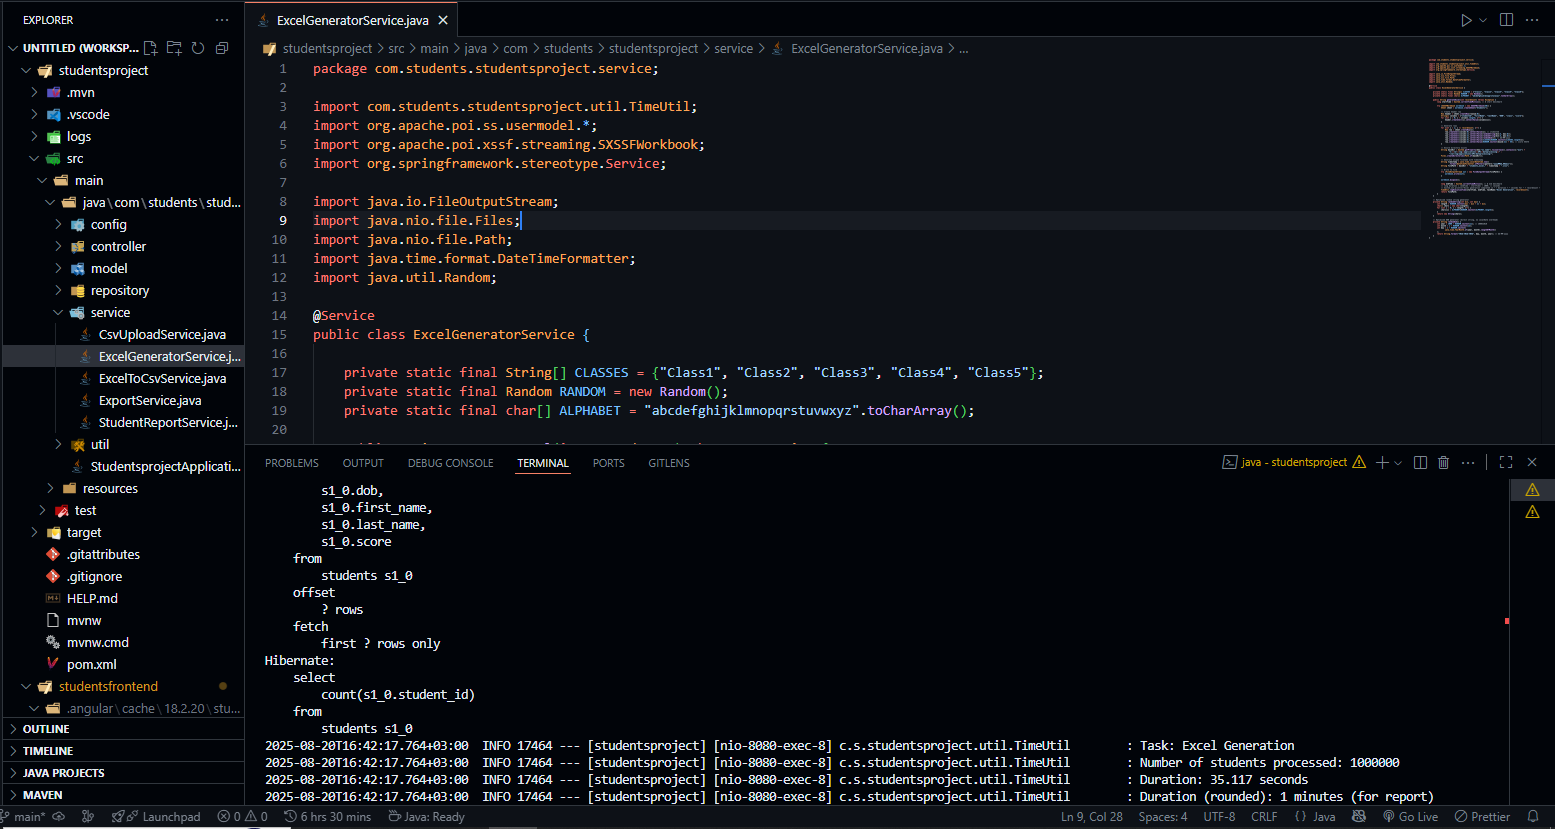 EXPLORER
UNTITLED (WORKSP...
studentsproject
.mvn
.vscode
logs
src
main
java\com\students\stud...
config
controller
model
repository
service
CsvUploadService.java
ExcelGeneratorService.j...
ExcelToCsvService.java
ExportService.java
StudentReportService.j...
util
StudentsprojectApplicati...
resources
test
target
.gitattributes
.gitignore
HELP.md
mvnw
mvnw.cmd
pom.xml
studentsfrontend
.angular\cache\18.2.20\stu...
OUTLINE
TIMELINE
JAVA PROJECTS
MAVEN
ExcelGeneratorService.java
studentsproject > src > main > java > com > students > studentsproject > service > ExcelGeneratorService.java > ...
1 package com.students.studentsproject.service;
2
3 import com.students.studentsproject.util.TimeUtil;
4 import org.apache.poi.ss.usermodel.*;
5 import org.apache.poi.xssf.streaming.SXSSFWorkbook;
6 import org.springframework.stereotype.Service;
7
8 import java.io.FileOutputStream;
9 import java.nio.file.Files;
10 import java.nio.file.Path;
11 import java.time.format.DateTimeFormatter;
12 import java.util.Random;
13
14 @Service
15 public class ExcelGeneratorService {
16
17 private static final String[] CLASSES = {"Class1", "Class2", "Class3", "Class4", "Class5"};
18 private static final Random RANDOM = new Random();
19 private static final char[] ALPHABET = "abcdefghijklmnopqrstuvwxyz".toCharArray();
20
PROBLEMS OUTPUT DEBUG CONSOLE TERMINAL PORTS GITLENS
java - studentsproject
s1_0.dob,
s1_0.first_name,
s1_0.last_name,
s1_0.score
from
students s1_0
offset
? rows
fetch
first ? rows only
Hibernate:
select
count(s1_0.student_id)
from
students s1_0
2025-08-20T16:42:17.764+03:00 INFO 17464 --- [studentsproject] [nio-8080-exec-8] c.s.studentsproject.util.TimeUtil : Task: Excel Generation
2025-08-20T16:42:17.764+03:00 INFO 17464 --- [studentsproject] [nio-8080-exec-8] c.s.studentsproject.util.TimeUtil : Number of students processed: 1000000
2025-08-20T16:42:17.764+03:00 INFO 17464 --- [studentsproject] [nio-8080-exec-8] c.s.studentsproject.util.TimeUtil : Duration: 35.117 seconds
2025-08-20T16:42:17.764+03:00 INFO 17464 --- [studentsproject] [nio-8080-exec-8] c.s.studentsproject.util.TimeUtil : Duration (rounded): 1 minutes (for report)
main* Launchpad 0 0 6 hrs 30 mins Java: Ready Ln 9, Col 28 Spaces: 4 UTF-8 CRLF {} Java Go Live Prettier